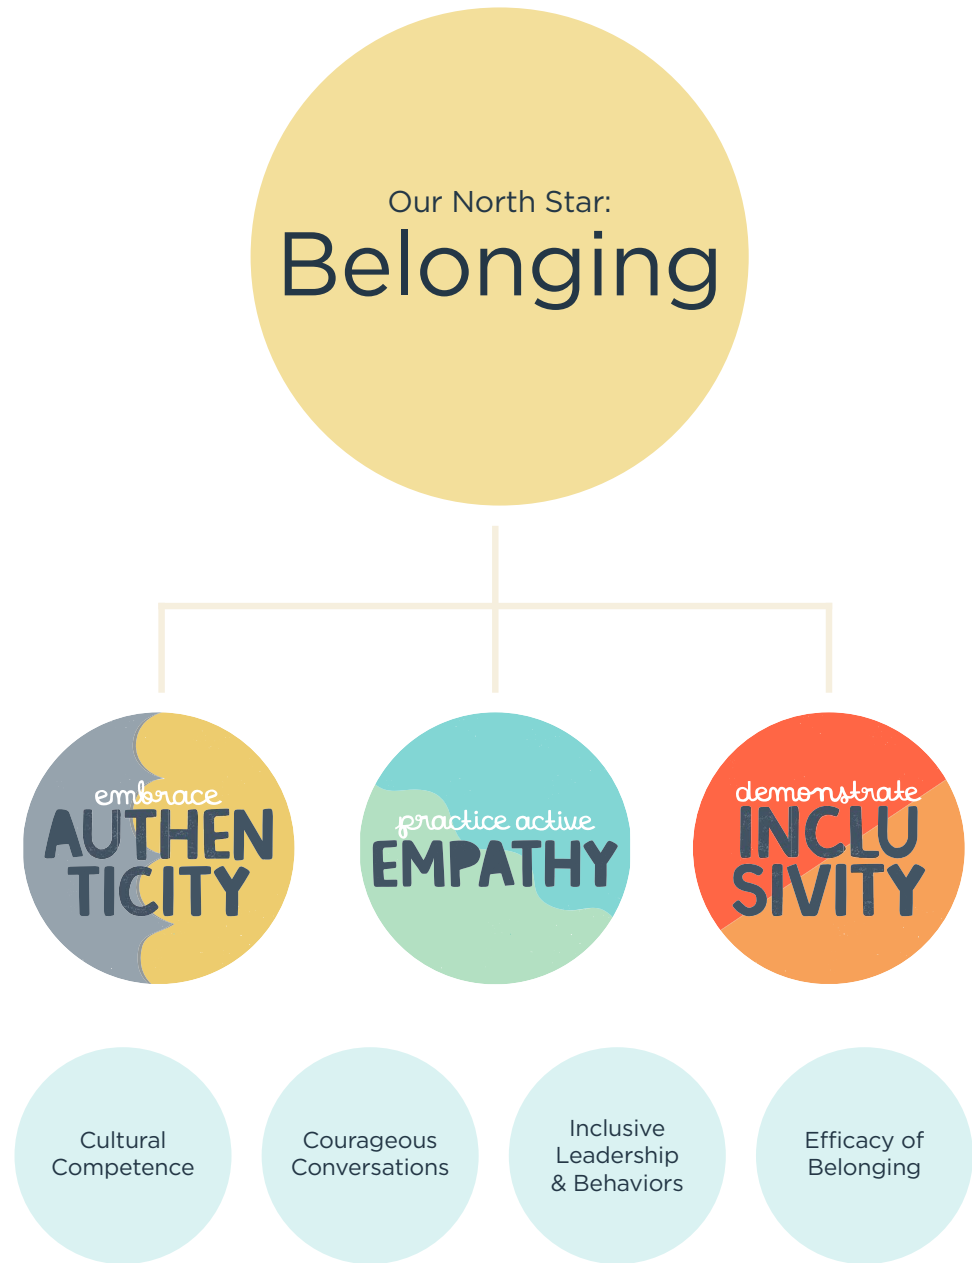 Our North Star:
Belonging
embrace
AUTHEN
TICITY
practice active
EMPATHY
demonstrate
INCLU
SIVITY
Cultural
Competence
Courageous
Conversations
Inclusive
Leadership
& Behaviors
Efficacy of
Belonging